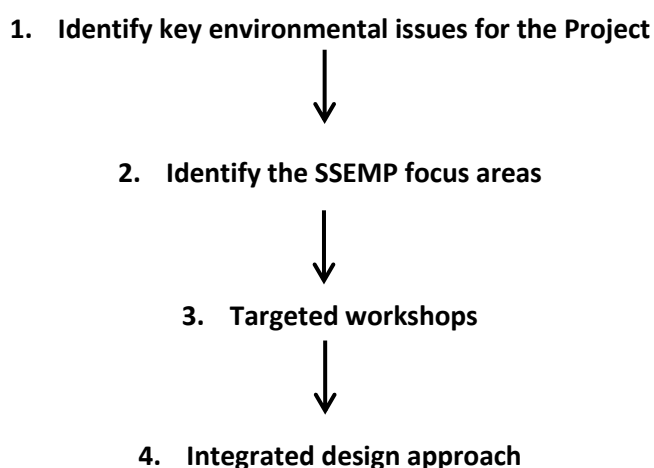 1. Identify key environmental issues for the Project
2. Identify the SSEMP focus areas
3. Targeted workshops
4. Integrated design approach